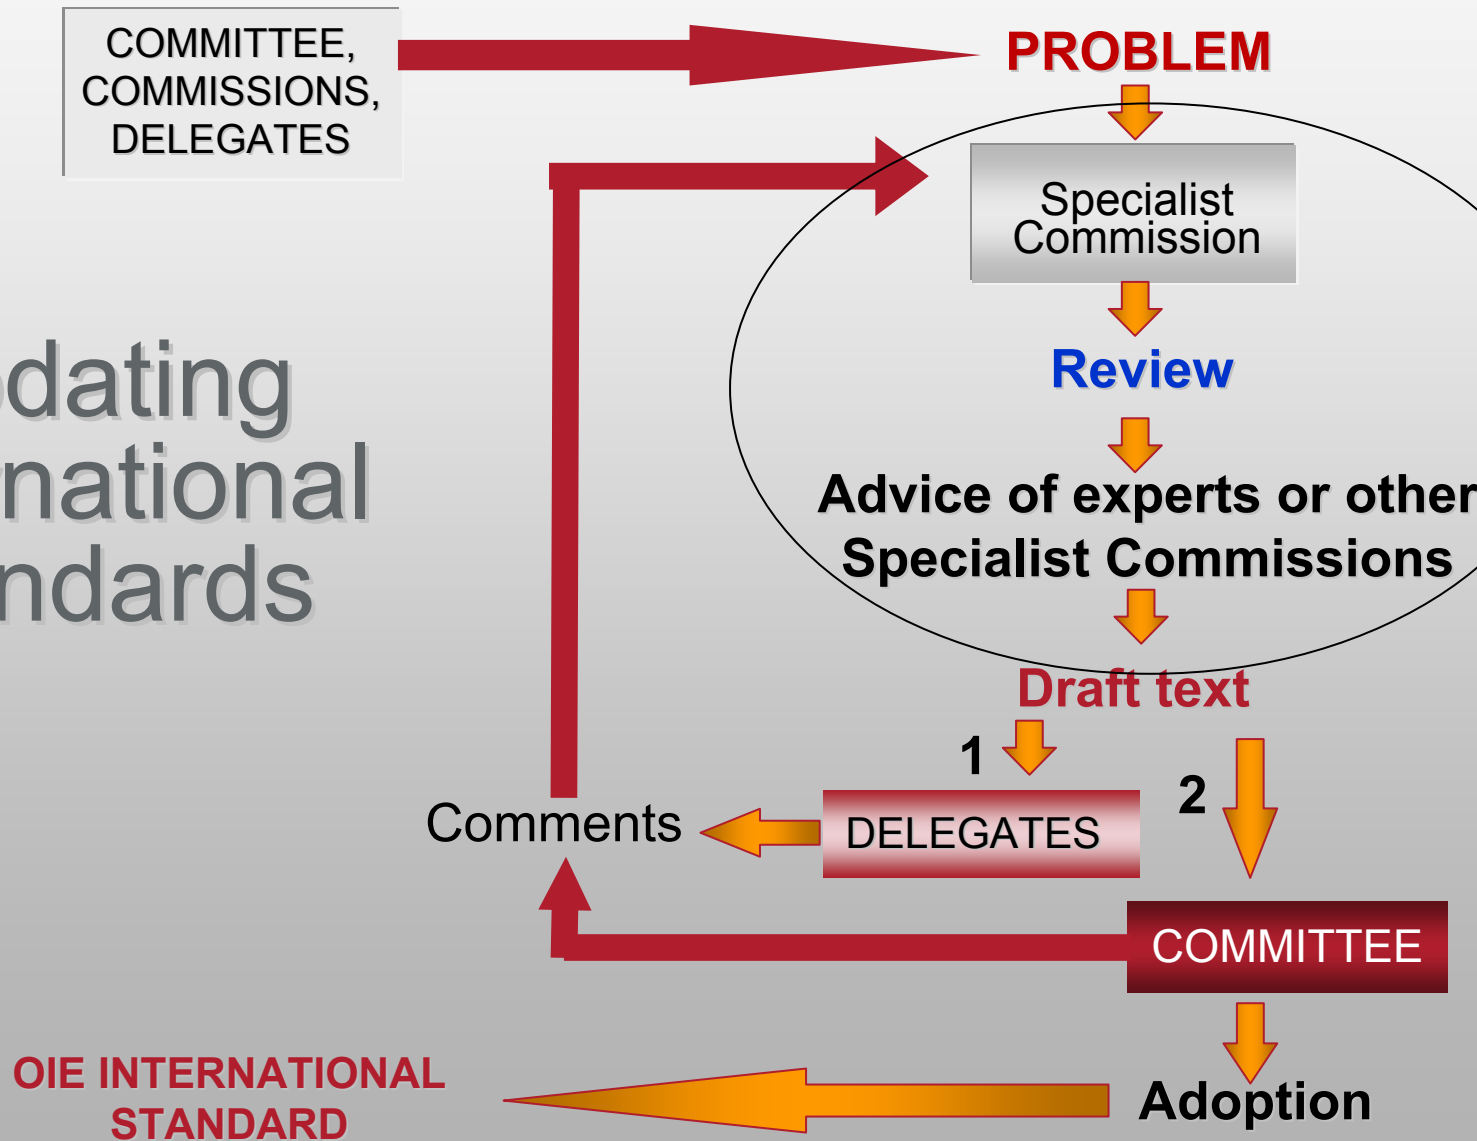 COMMITTEE,
COMMISSIONS,
DELEGATES
PROBLEM
Specialist
Commission
Review
Advice of experts or other
Specialist Commissions
Draft text
dating
national
ndards
1
2
Comments
DELEGATES
COMMITTEE
Adoption
OIE INTERNATIONAL
STANDARD